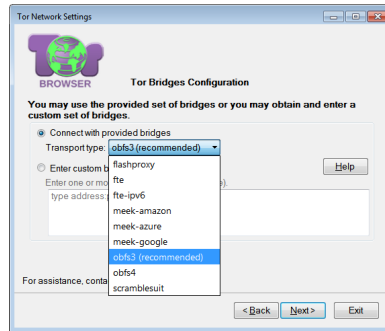 Tor Network Settings
Tor
BROWSER
Tor Bridges Configuration
You may use the provided set of bridges or you may obtain and enter a
custom set of bridges.
Connect with provided bridges
Transport type: obfs3 (recommended)
flashproxy
Enter custom b
Help
fte
Enter one or mo
e).
fte-ipv6
type address:p
meek-amazon
meek-azure
meek-google
obfs3 (recommended)
obfs4
For assistance, conta
scramblesuit
< Back
Next >
Exit